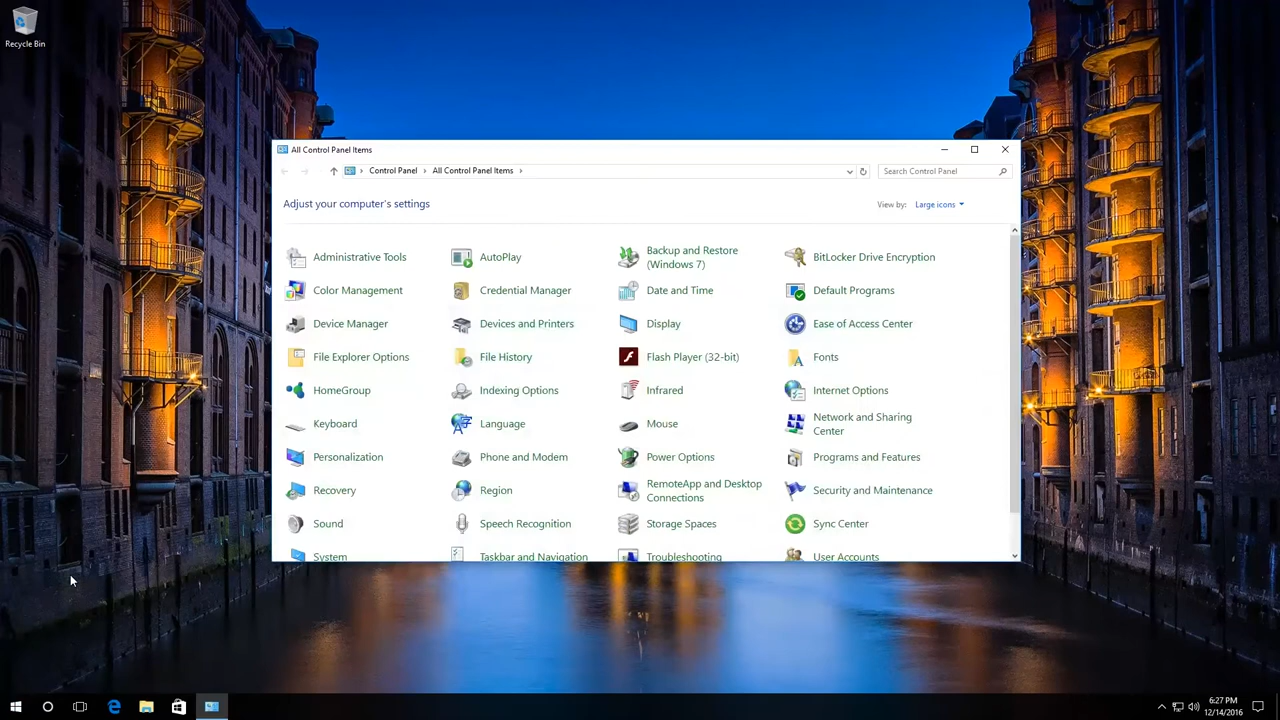 Recycle Bin
All Control Panel Items
Control Panel
All Control Panel Items
Search Control Panel
Adjust your computer's settings
View by: Large icons
Administrative Tools
AutoPlay
Backup and Restore
(Windows 7)
BitLocker Drive Encryption
Color Management
Credential Manager
Date and Time
Default Programs
Device Manager
Devices and Printers
Display
Ease of Access Center
File Explorer Options
File History
Flash Player (32-bit)
Fonts
HomeGroup
Indexing Options
Infrared
Internet Options
Keyboard
Language
Mouse
Network and Sharing
Center
Personalization
Phone and Modem
Power Options
Programs and Features
Recovery
Region
RemoteApp and Desktop
Connections
Security and Maintenance
Sound
Speech Recognition
Storage Spaces
Sync Center
System
Taskbar and Navigation
Troubleshooting
User Accounts
6:27 PM
12/14/2016